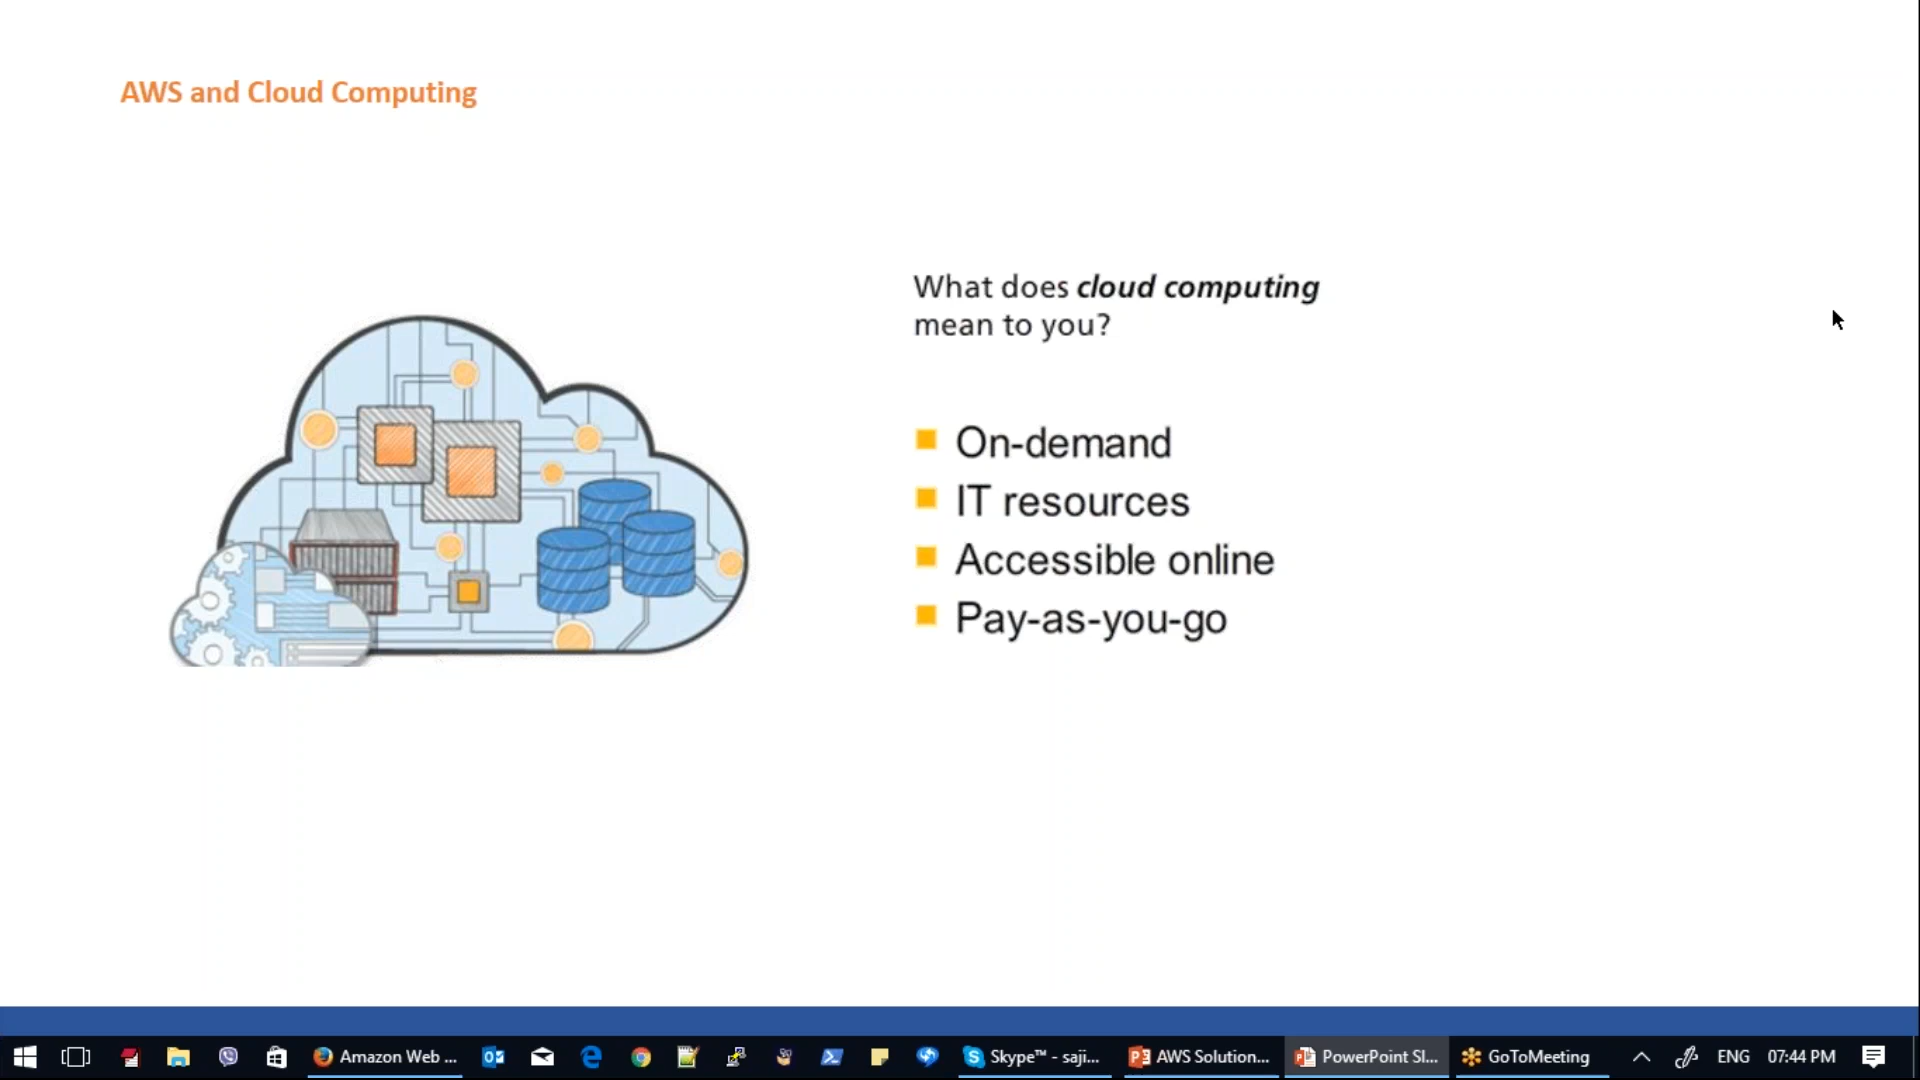 AWS and Cloud Computing
What does cloud computing
mean to you?
On-demand
IT resources
Accessible online
Pay-as-you-go
Amazon Web ...
Skype™ - saji...
AWS Solution...
PowerPoint Sl...
GoToMeeting
ENG
07:44 PM